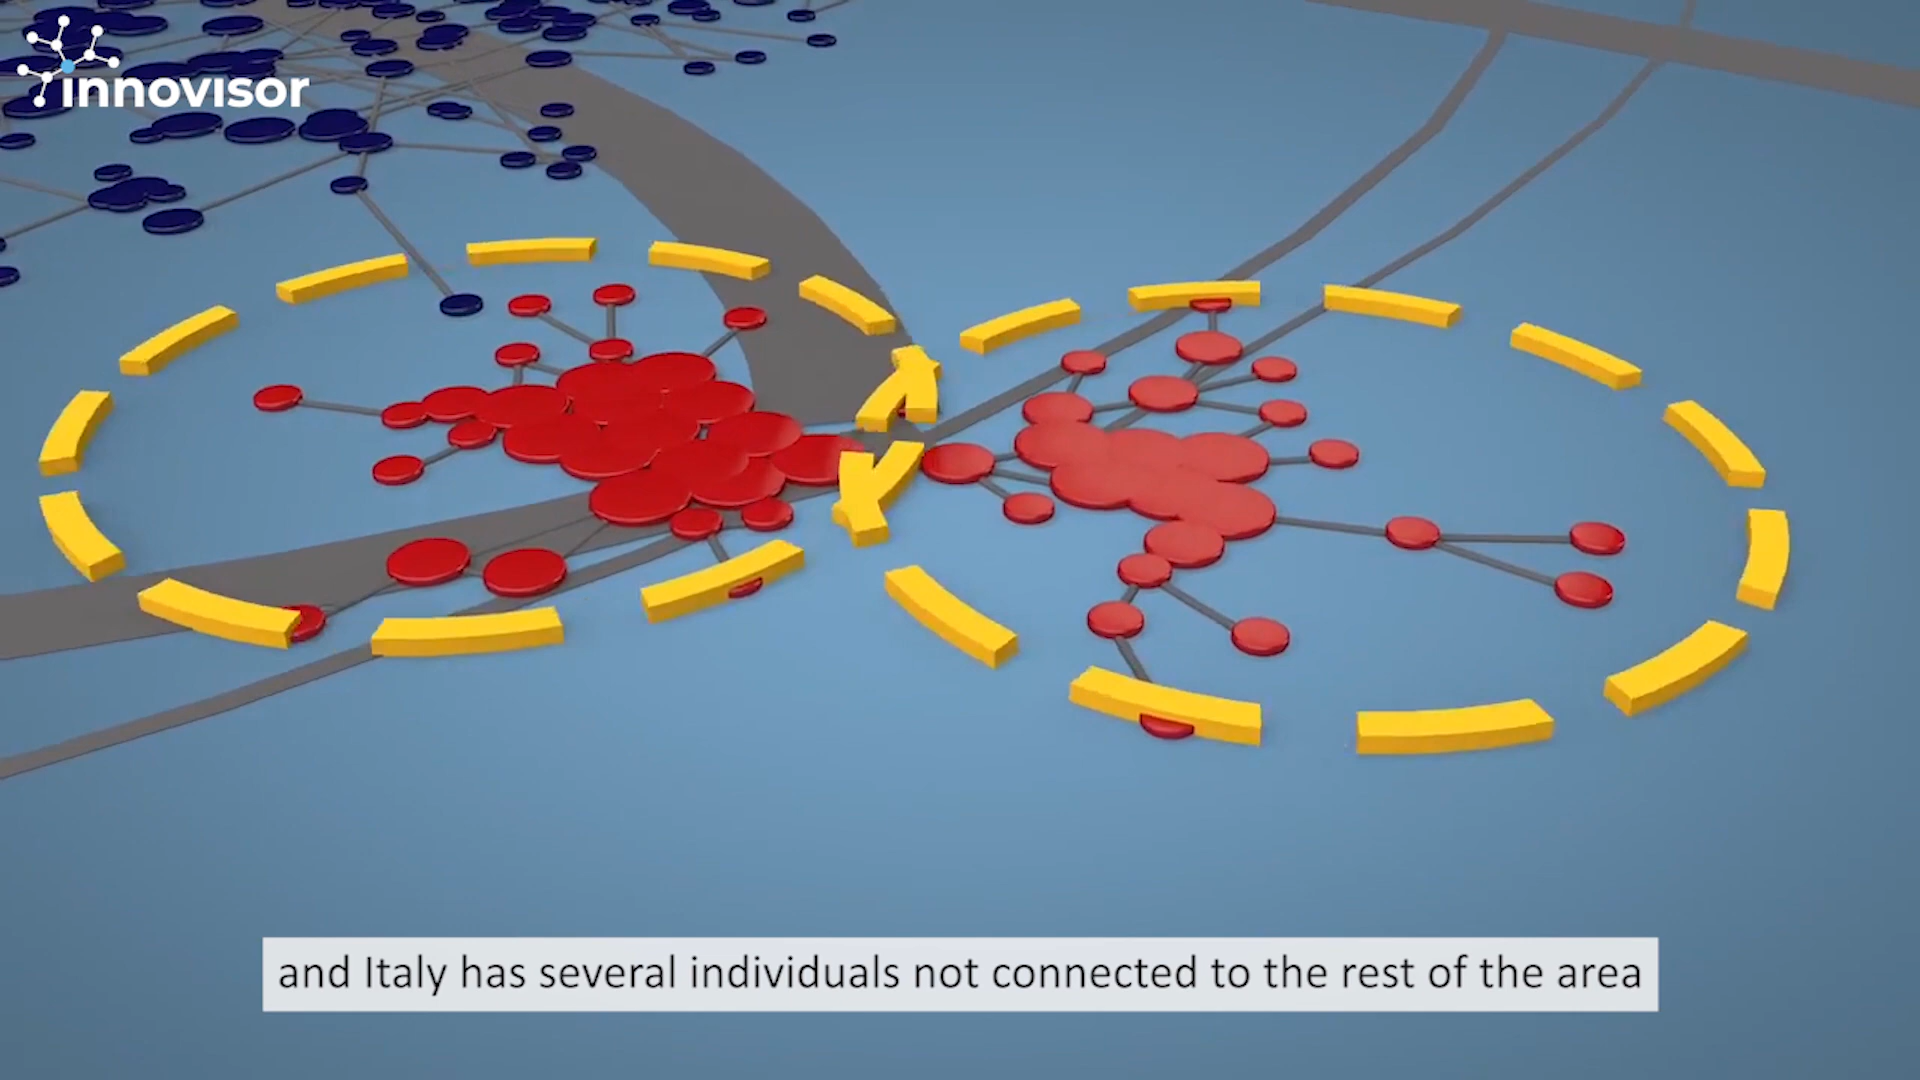 innovisor
and Italy has several individuals not connected to the rest of the area